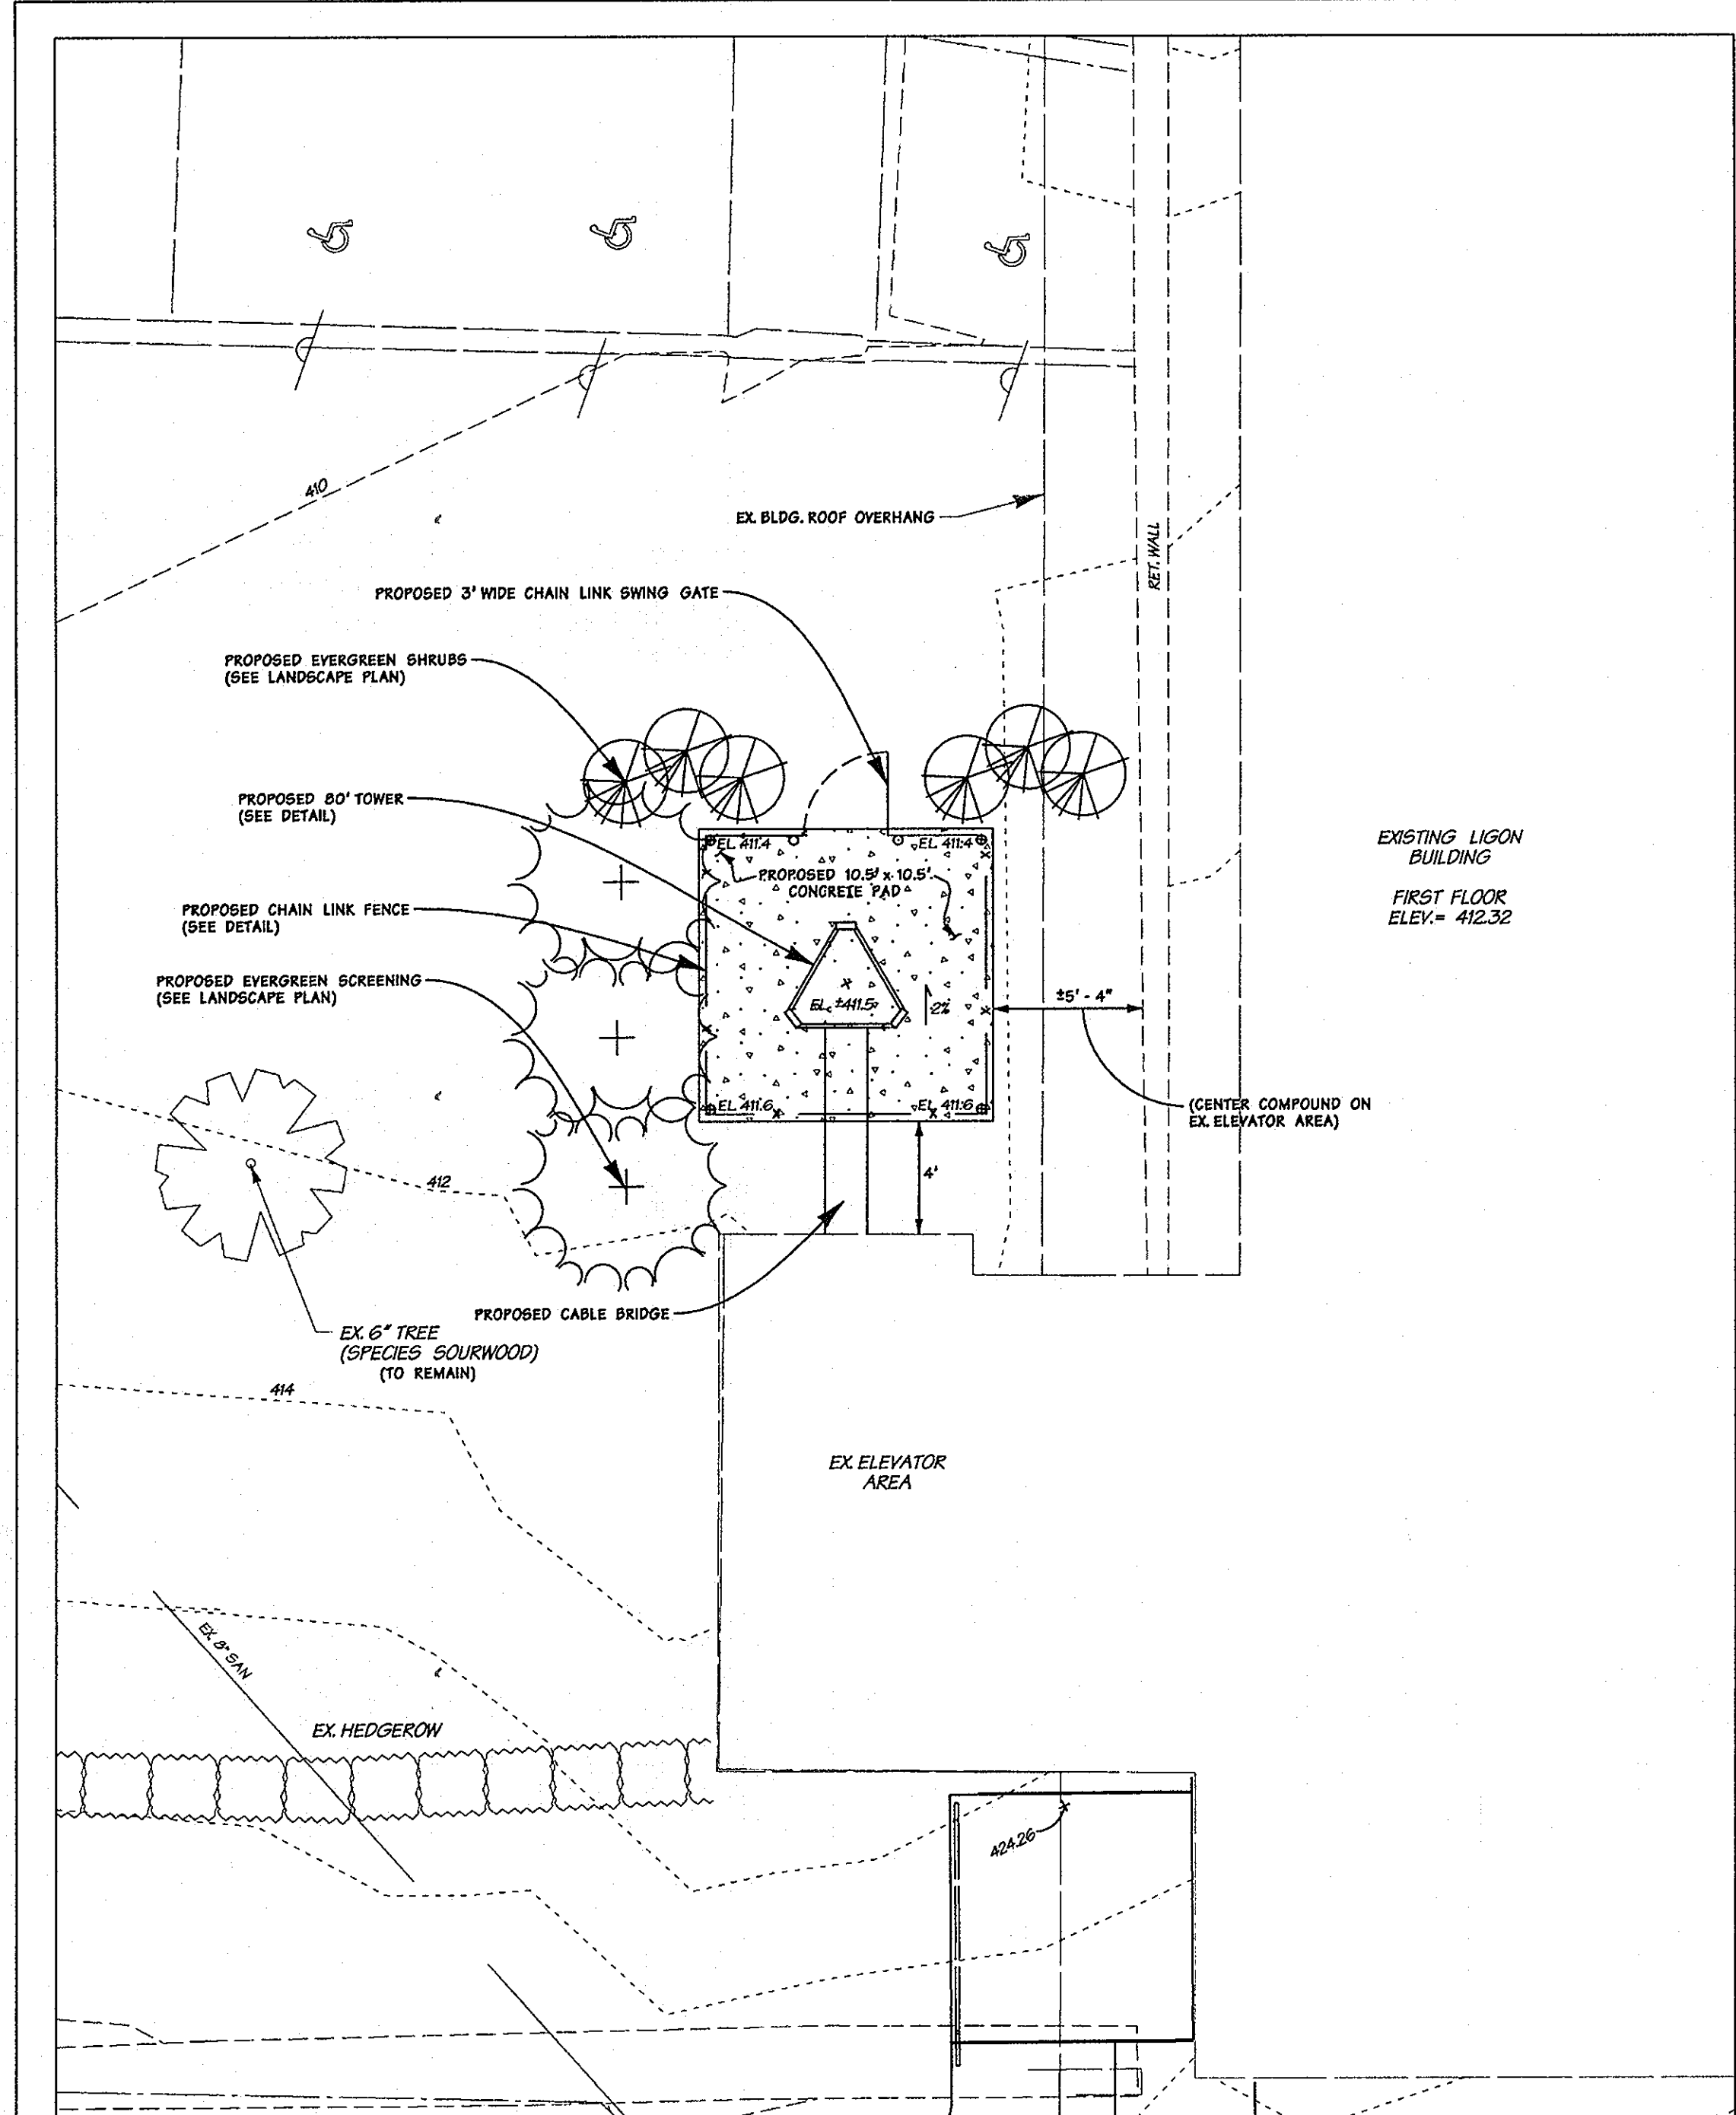 410
EX. BLDG. ROOF OVERHANG
RET. WALL
PROPOSED 3' WIDE CHAIN LINK SWING GATE
PROPOSED EVERGREEN SHRUBS
(SEE LANDSCAPE PLAN)
PROPOSED 80' TOWER
(SEE DETAIL)
EL 411.4
EL 411.4
PROPOSED 10.5' x 10.5'
CONCRETE PAD
EXISTING LIGON
BUILDING
FIRST FLOOR
ELEV.= 412.32
PROPOSED CHAIN LINK FENCE
(SEE DETAIL)
PROPOSED EVERGREEN SCREENING
(SEE LANDSCAPE PLAN)
EL ±411.5
2%
±5' - 4"
EL 411.6
EL 411.6
(CENTER COMPOUND ON
EX. ELEVATOR AREA)
4'
412
PROPOSED CABLE BRIDGE
EX. 6" TREE
(SPECIES SOURWOOD)
(TO REMAIN)
414
EX. ELEVATOR
AREA
EX. 8" SAN
EX. HEDGEROW
424.26